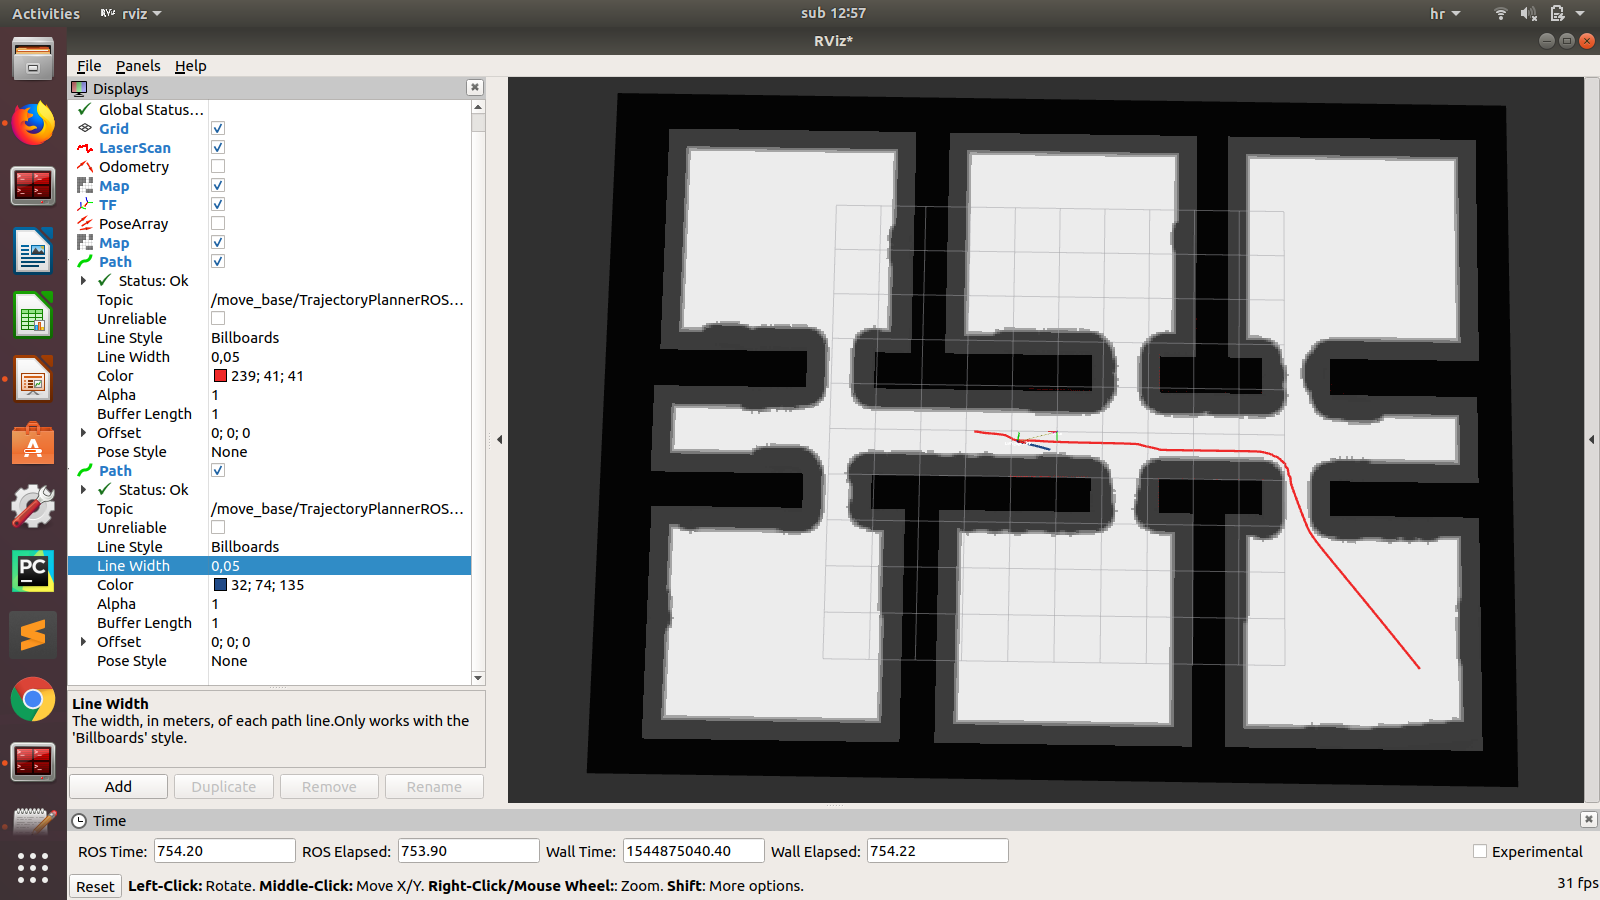 Activities rviz sub 12:57 hr
RViz*
File Panels Help
Displays
Global Status...
Grid
LaserScan
Odometry
Map
TF
PoseArray
Map
Path
Status: Ok
Topic /move_base/TrajectoryPlannerROS...
Unreliable
Line Style Billboards
Line Width 0,05
Color 239; 41; 41
Alpha 1
Buffer Length 1
Offset 0; 0; 0
Pose Style None
Path
Status: Ok
Topic /move_base/TrajectoryPlannerROS...
Unreliable
Line Style Billboards
Line Width 0,05
Color 32; 74; 135
Alpha 1
Buffer Length 1
Offset 0; 0; 0
Pose Style None
Line Width
The width, in meters, of each path line.Only works with the
'Billboards' style.
Add Duplicate Remove Rename
Time
ROS Time: 754.20 ROS Elapsed: 753.90 Wall Time: 1544875040.40 Wall Elapsed: 754.22 Experimental
Reset Left-Click: Rotate. Middle-Click: Move X/Y. Right-Click/Mouse Wheel:: Zoom. Shift: More options. 31 fps